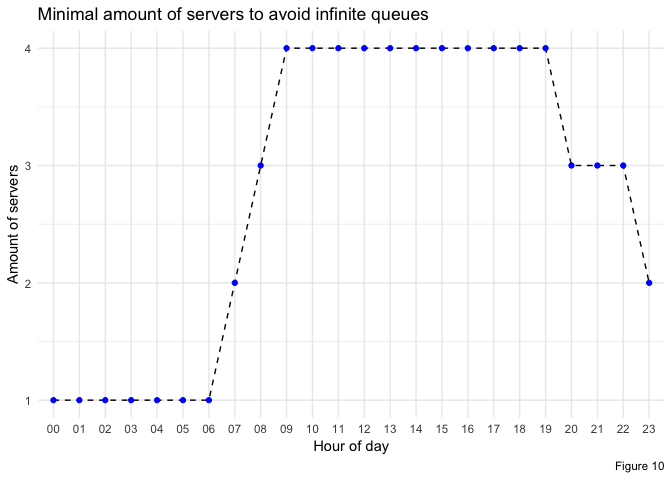 Minimal amount of servers to avoid infinite queues
Amount of servers
4
3
2
1
00 01 02 03 04 05 06 07 08 09 10 11 12 13 14 15 16 17 18 19 20 21 22 23
Hour of day
Figure 10